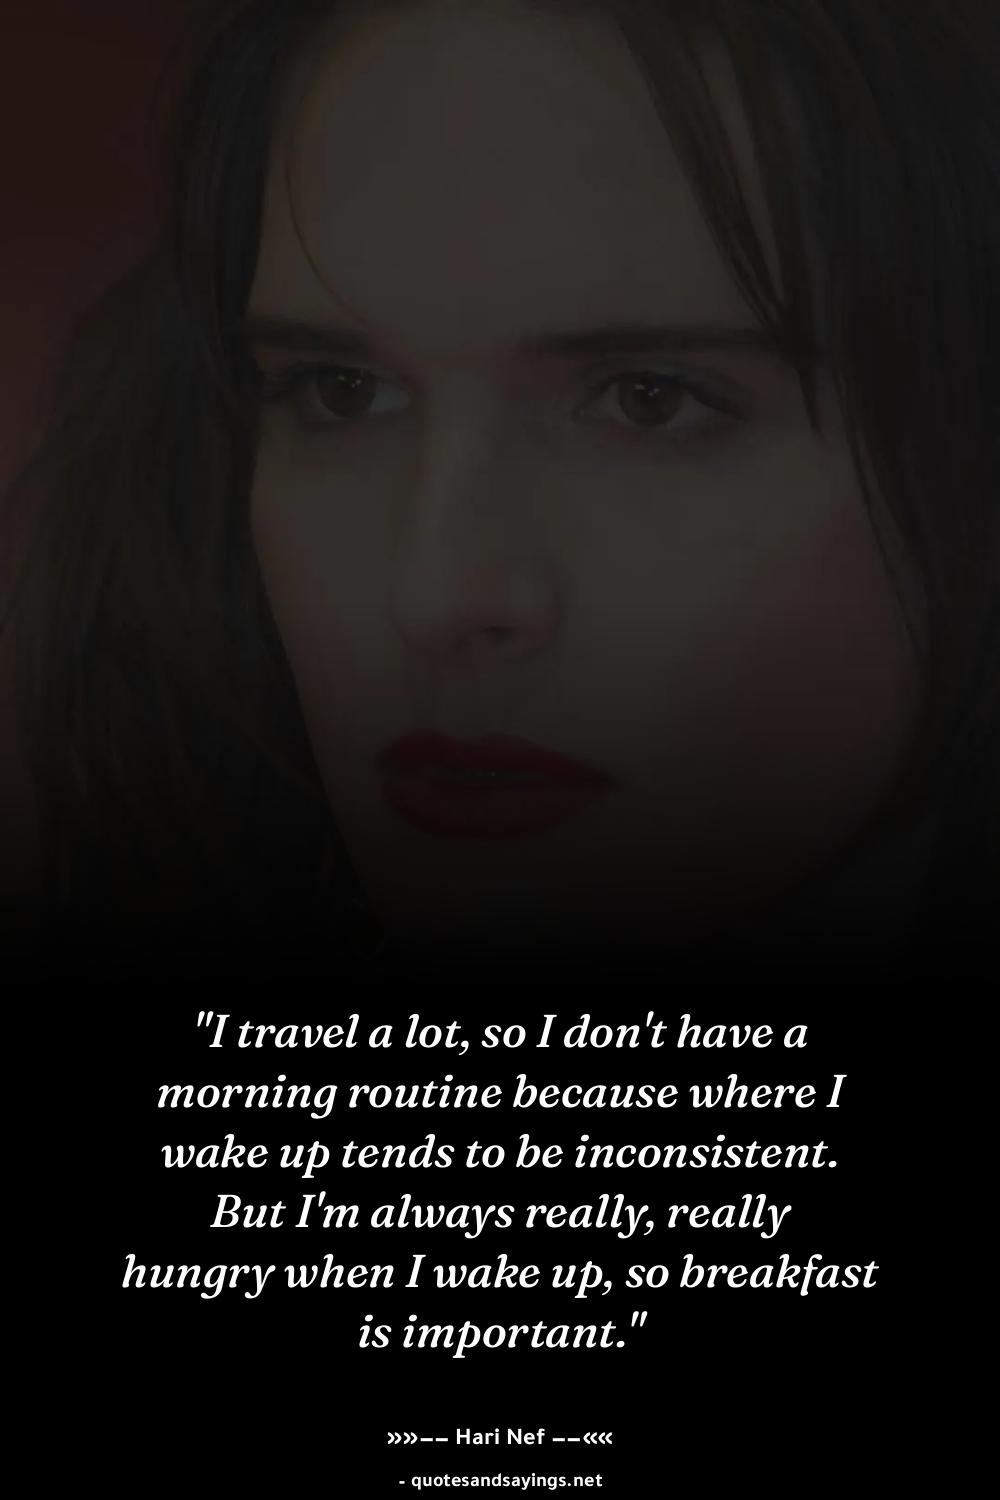 "I travel a lot, so I don't have a
morning routine because where I
wake up tends to be inconsistent.
But I'm always really, really
hungry when I wake up, so breakfast
is important."
»»−− Hari Nef −−««
- quotesandsayings.net